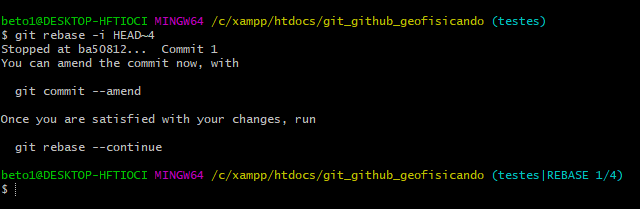 beto1@DESKTOP-HFTIOCI MINGW64 /c/xampp/htdocs/git_github_geofisicando (testes)
$ git rebase -i HEAD~4
Stopped at ba50812...  Commit 1
You can amend the commit now, with
git commit --amend
Once you are satisfied with your changes, run
git rebase --continue
beto1@DESKTOP-HFTIOCI MINGW64 /c/xampp/htdocs/git_github_geofisicando (testes|REBASE 1/4)
$